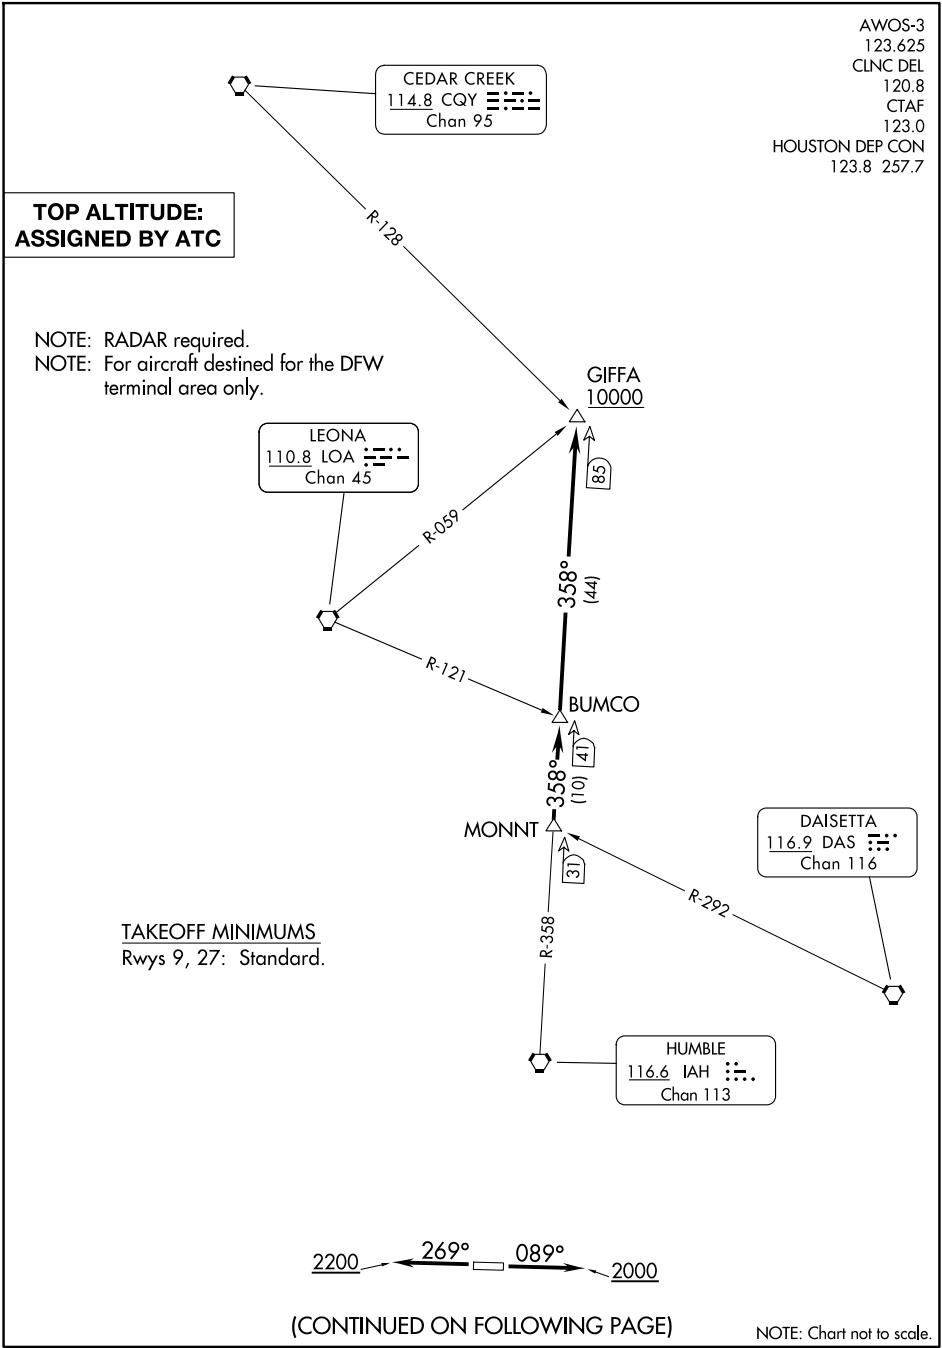 AWOS-3
123.625
CLNC DEL
120.8
CTAF
123.0
HOUSTON DEP CON
123.8 257.7
CEDAR CREEK
114.8 CQY
Chan 95
R-128
TOP ALTITUDE:
ASSIGNED BY ATC
NOTE: RADAR required.
NOTE: For aircraft destined for the DFW
terminal area only.
GIFFA
10000
85
LEONA
110.8 LOA
Chan 45
R-059
358°
(44)
R-121
BUMCO
41
358°
(10)
MONNT
31
DAISETTA
116.9 DAS
Chan 116
R-292
R-358
TAKEOFF MINIMUMS
Rwys 9, 27: Standard.
HUMBLE
116.6 IAH
Chan 113
2200
269°
089°
2000
(CONTINUED ON FOLLOWING PAGE)
NOTE: Chart not to scale.